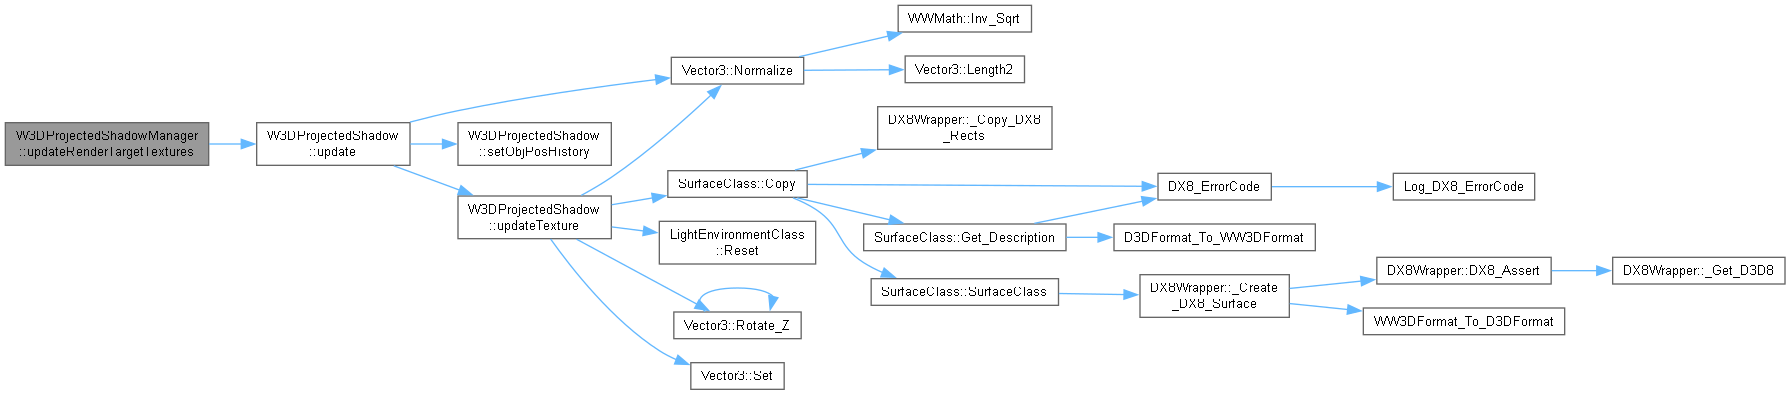 W3DProjectedShadowManager
::updateRenderTargetTextures
W3DProjectedShadow
::update
Vector3::Normalize
WWMath::Inv_Sqrt
Vector3::Length2
W3DProjectedShadow
::setObjPosHistory
W3DProjectedShadow
::updateTexture
SurfaceClass::Copy
DX8Wrapper::_Copy_DX8
_Rects
DX8_ErrorCode
Log_DX8_ErrorCode
SurfaceClass::Get_Description
D3DFormat_To_WW3DFormat
SurfaceClass::SurfaceClass
DX8Wrapper::_Create
_DX8_Surface
DX8Wrapper::DX8_Assert
DX8Wrapper::_Get_D3D8
WW3DFormat_To_D3DFormat
LightEnvironmentClass
::Reset
Vector3::Rotate_Z
Vector3::Set